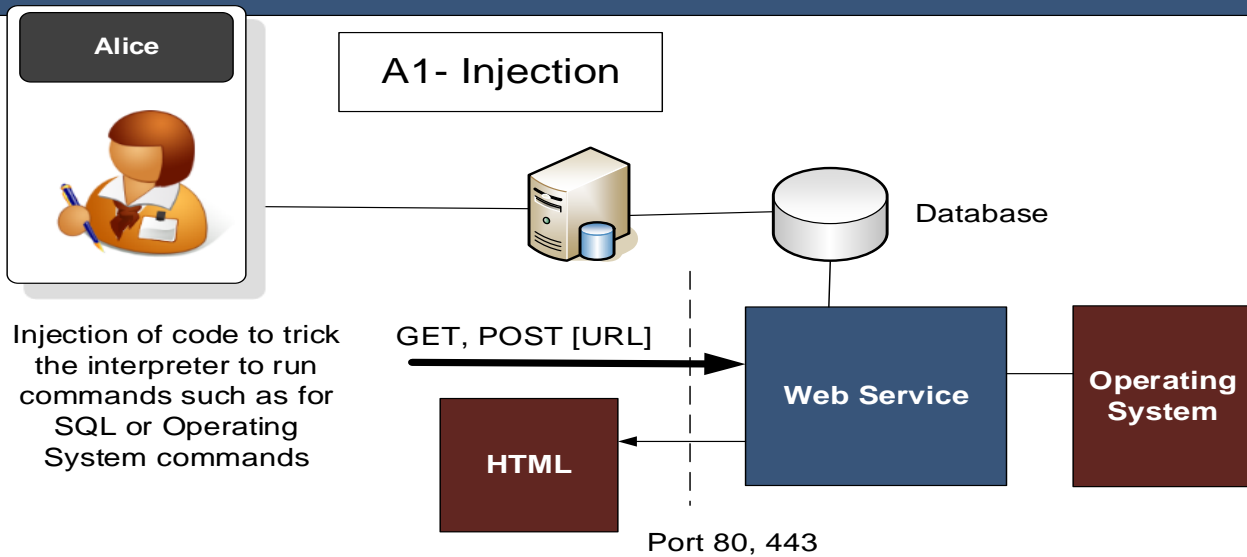 Alice
A1- Injection
Database
Injection of code to trick
the interpreter to run
commands such as for
SQL or Operating
System commands
GET, POST [URL]
Web Service
Operating
System
HTML
Port 80, 443